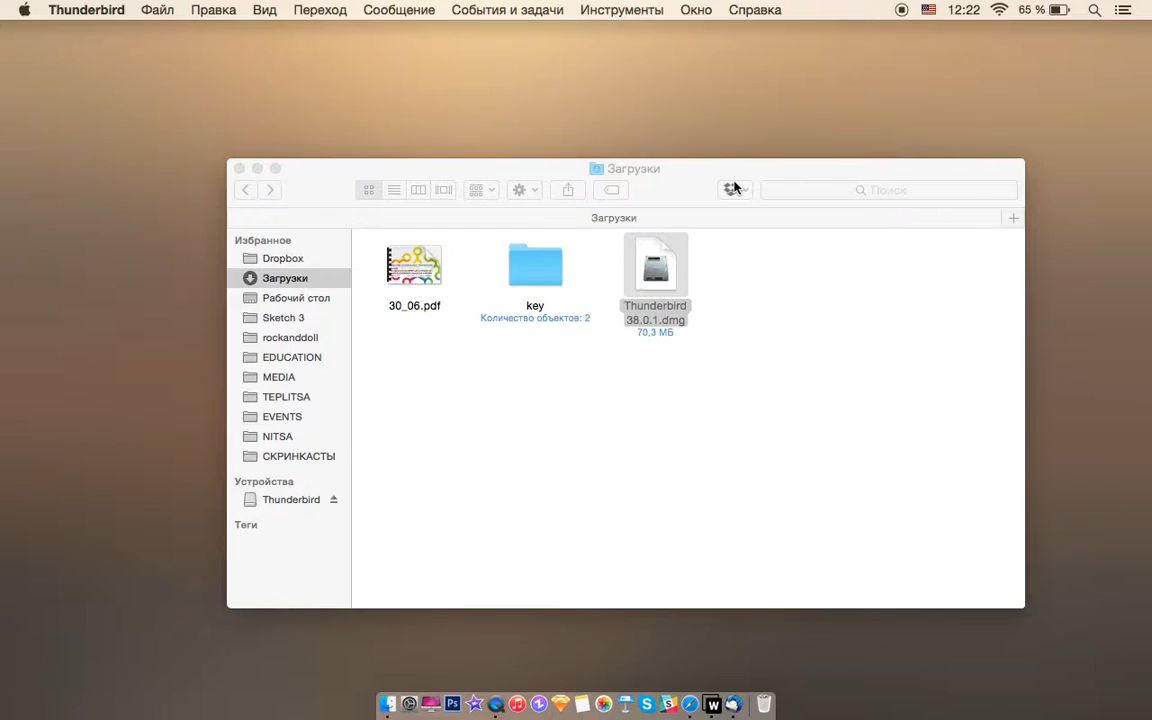 Thunderbird Файл Правка Вид Переход Сообщение События и задачи Инструменты Окно Справка 12:22 65 %
Загрузки
Поиск
Загрузки
Избранное
Dropbox
Загрузки
Рабочий стол
Sketch 3
rockanddoll
EDUCATION
MEDIA
TEPLITSA
EVENTS
NITSA
СКРИНКАСТЫ
Устройства
Thunderbird
Теги
30_06.pdf
key
Количество объектов: 2
Thunderbird
38.0.1.dmg
70,3 МБ
Ps
W